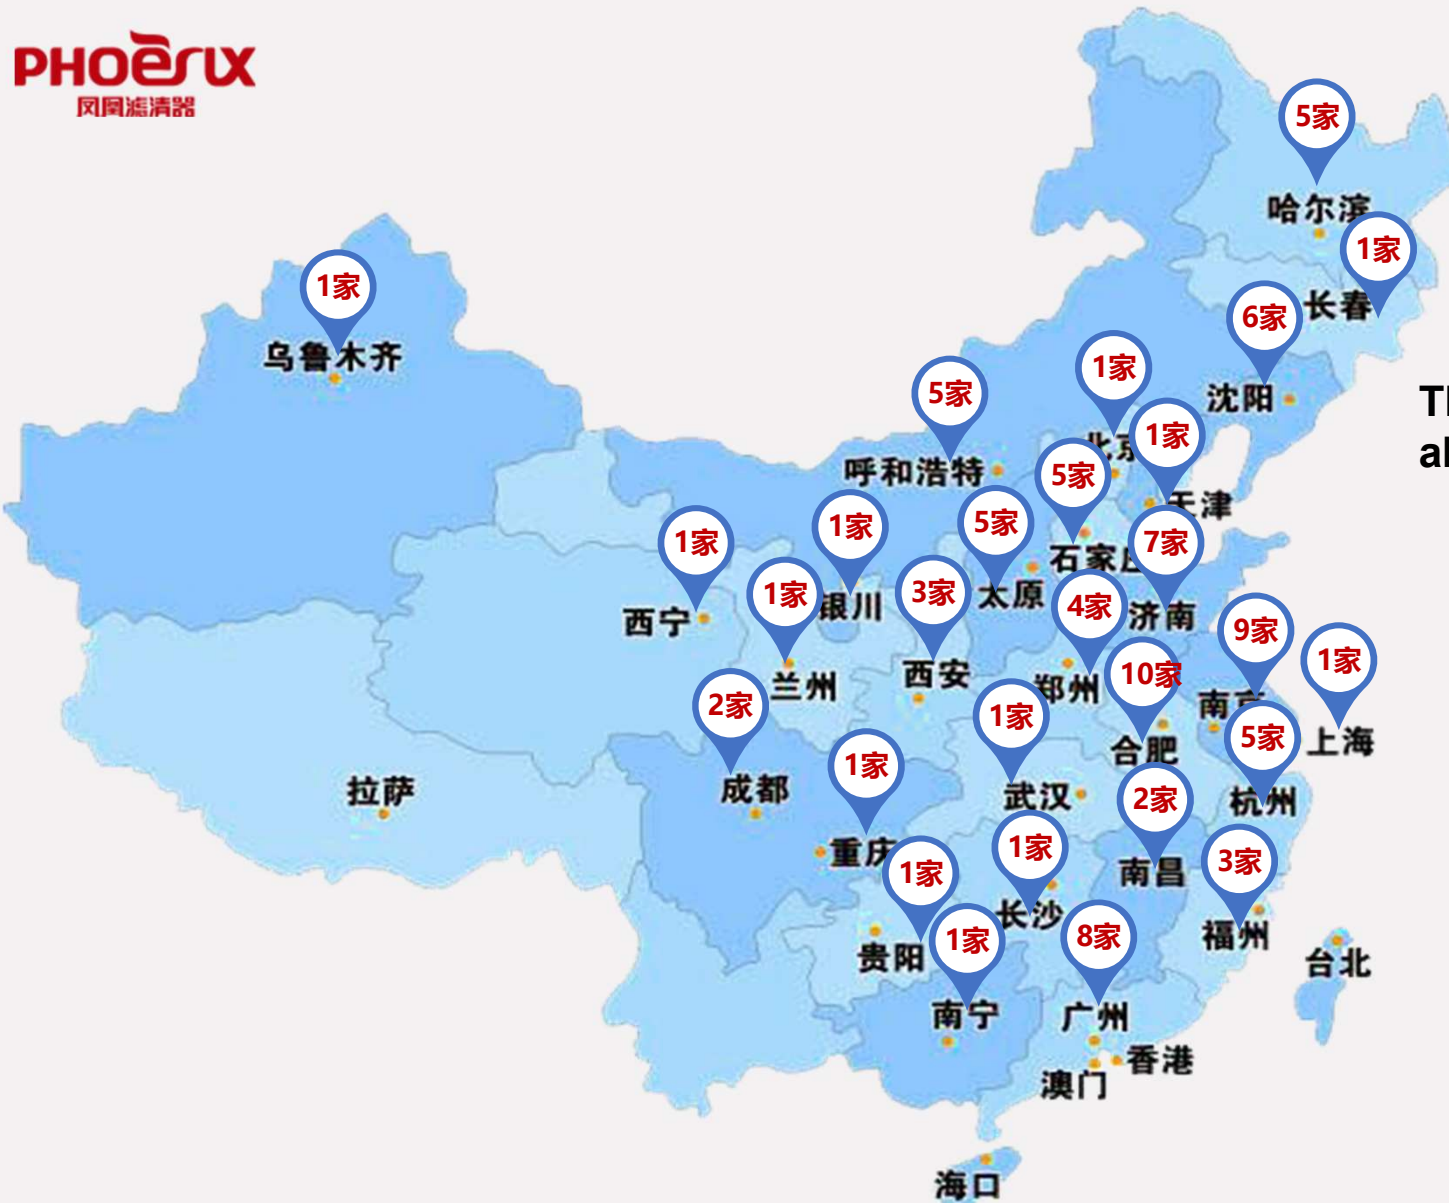 PHOenix
凤凰滤清器
5家
哈尔滨
1家
长春
1家
乌鲁木齐
6家
沈阳
1家
北京
5家
呼和浩特
1家
天津
5家
石家庄
5家
太原
7家
济南
1家
西宁
1家
银川
1家
兰州
3家
西安
4家
郑州
9家
南京
1家
上海
10家
合肥
2家
成都
1家
武汉
5家
杭州
拉萨
1家
重庆
2家
南昌
1家
长沙
3家
福州
1家
贵阳
1家
南宁
8家
广州
台北
香港
澳门
海口